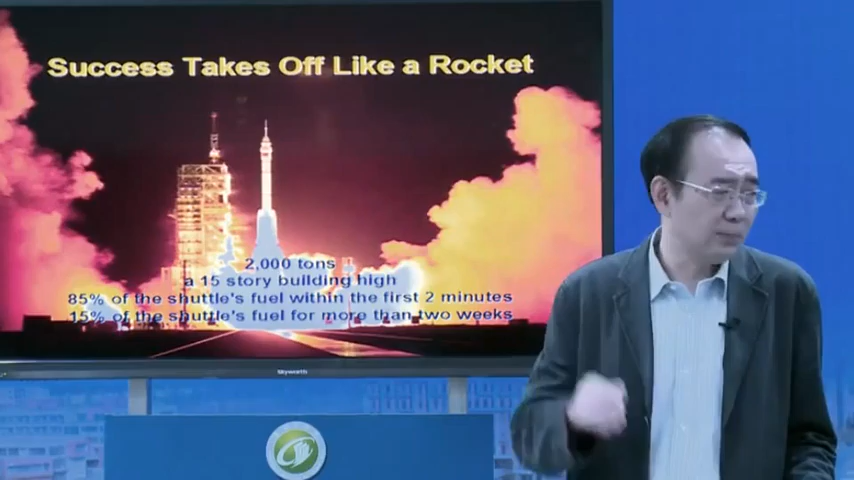 Success Takes Off Like a Rocket
2,000 tons
a 15 story building high
85% of the shuttle's fuel within the first 2 minutes
15% of the shuttle's fuel for more than two weeks
Skyworth